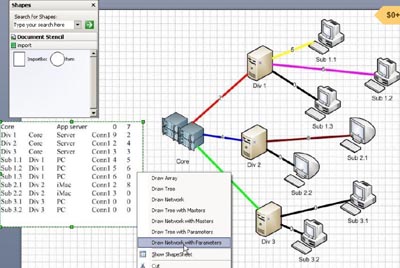 $0+
Shapes
Search for Shapes:
Type your search here
Document Stencil
import
ImportBox
Core App server 0 7
Div 1 Core Server Conn1 9 2
Div 2 Core Server Conn2 1 4
Div 3 Core Server Conn1 0 3
Sub 1.1 Div 1 PC Conn1 4 5
Sub 1.2 Div 1 PC Conn1 5 6
Sub 1.3 Div 1 PC Conn1 6 0
Sub 2.1 Div 2 iMac Conn1 2 8
Sub 2.2 Div 2 iMac Conn1 3 0
Sub 3.1 Div 3 PC Conn1 0 0
Sub 3.2 Div 3 PC Conn1 0 0
Draw Array
Draw Tree
Draw Network
Draw Tree with Masters
Draw Network with Masters
Draw Tree with Parameters
Draw Network with Parameters
Show ShapeSheet
Cut
Core
Div 1
Div 2
Div 3
Sub 1.1
Sub 1.2
Sub 1.3
Sub 2.1
Sub 2.2
Sub 3.1
Sub 3.2